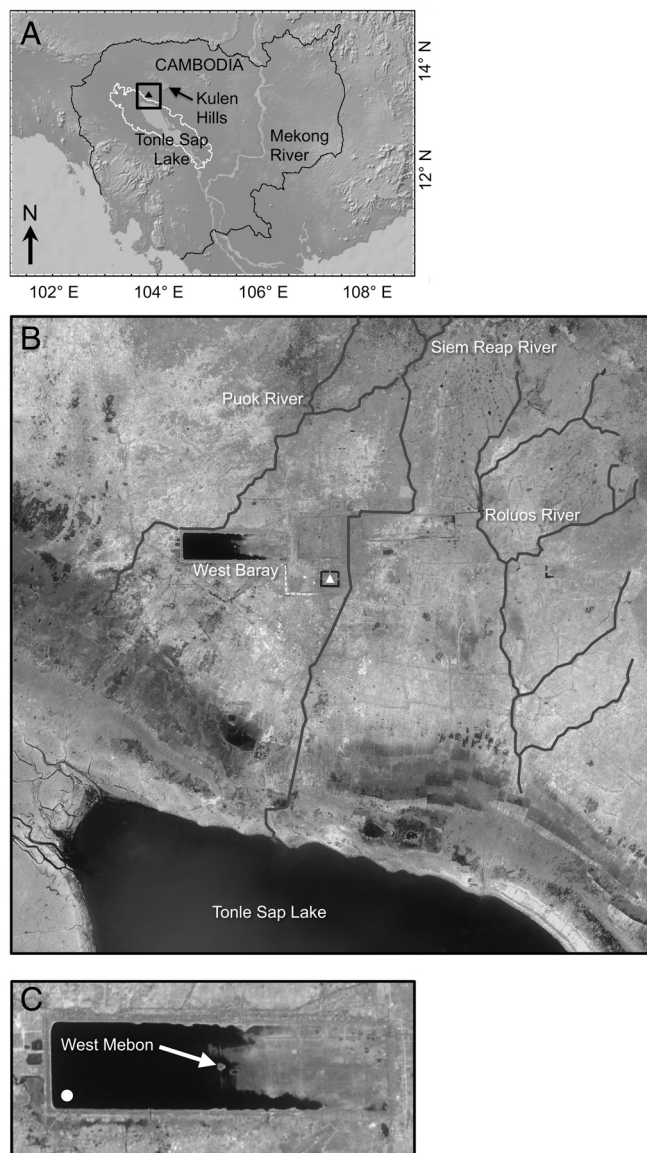 A
CAMBODIA
Kulen
Hills
Tonle Sap
Lake
Mekong
River
N
14° N
12° N
102° E
104 E
106° E
108° E
B
Siem Reap River
Puok River
Roluos River
West Baray
Tonle Sap Lake
C
West Mebon